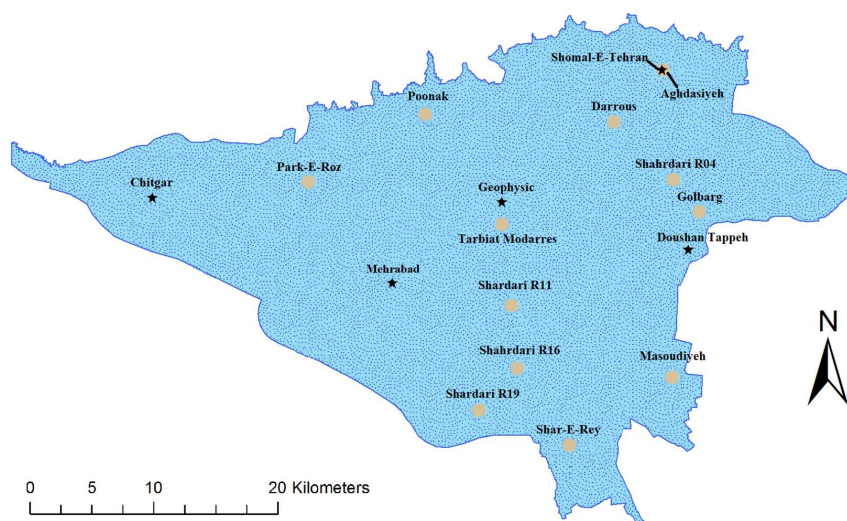 Shomal-E-Tehran
Poonak
Aghdasiyeh
Darrous
Park-E-Roz
Shahrdari R04
Chitgar
Geophysic
Golbarg
Tarbiat Modarres
Doushan Tappeh
Mehrabad
Shardari R11
Shahrdari R16
Masoudiyeh
Shardari R19
Shar-E-Rey
N
0 5 10 20 Kilometers